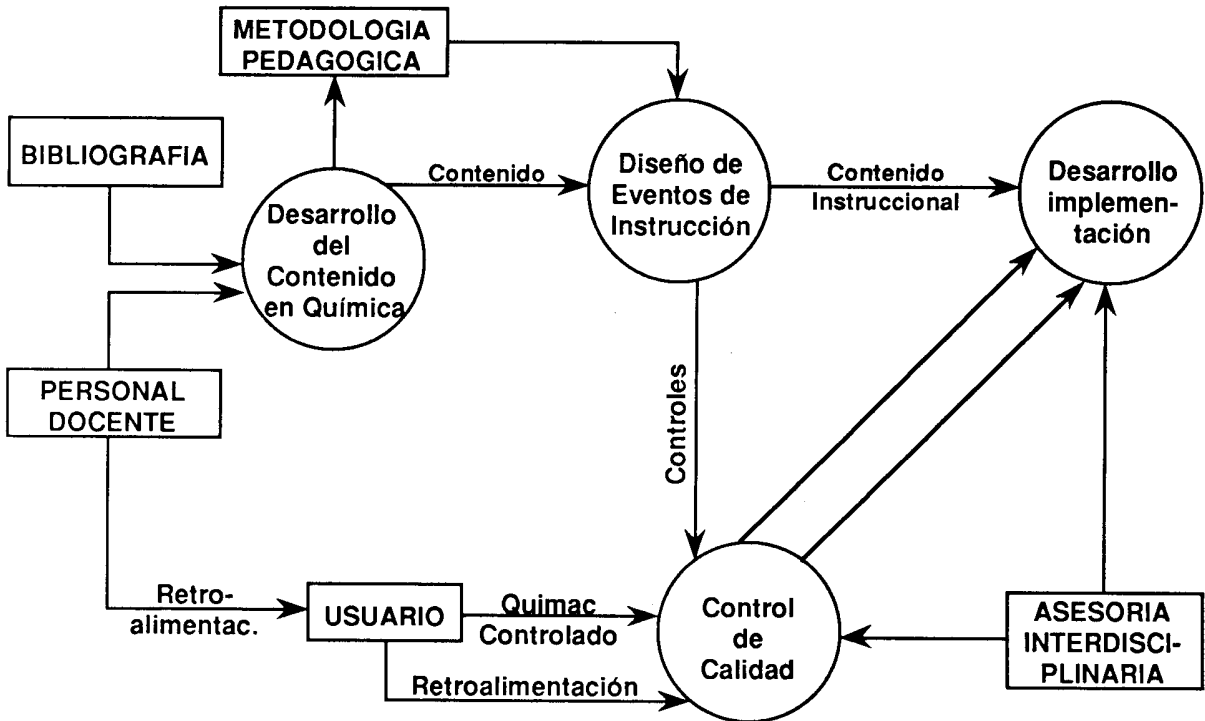 METODOLOGIA
PEDAGOGICA
BIBLIOGRAFIA
Desarrollo
del
Contenido
en Química
Contenido
Diseño de
Eventos de
Instrucción
Contenido
Instruccional
Desarrollo
implemen-
tación
PERSONAL
DOCENTE
Controles
Retro-
alimentac.
USUARIO
Quimac
Controlado
Retroalimentación
Control
de
Calidad
ASESORIA
INTERDISCI-
PLINARIA